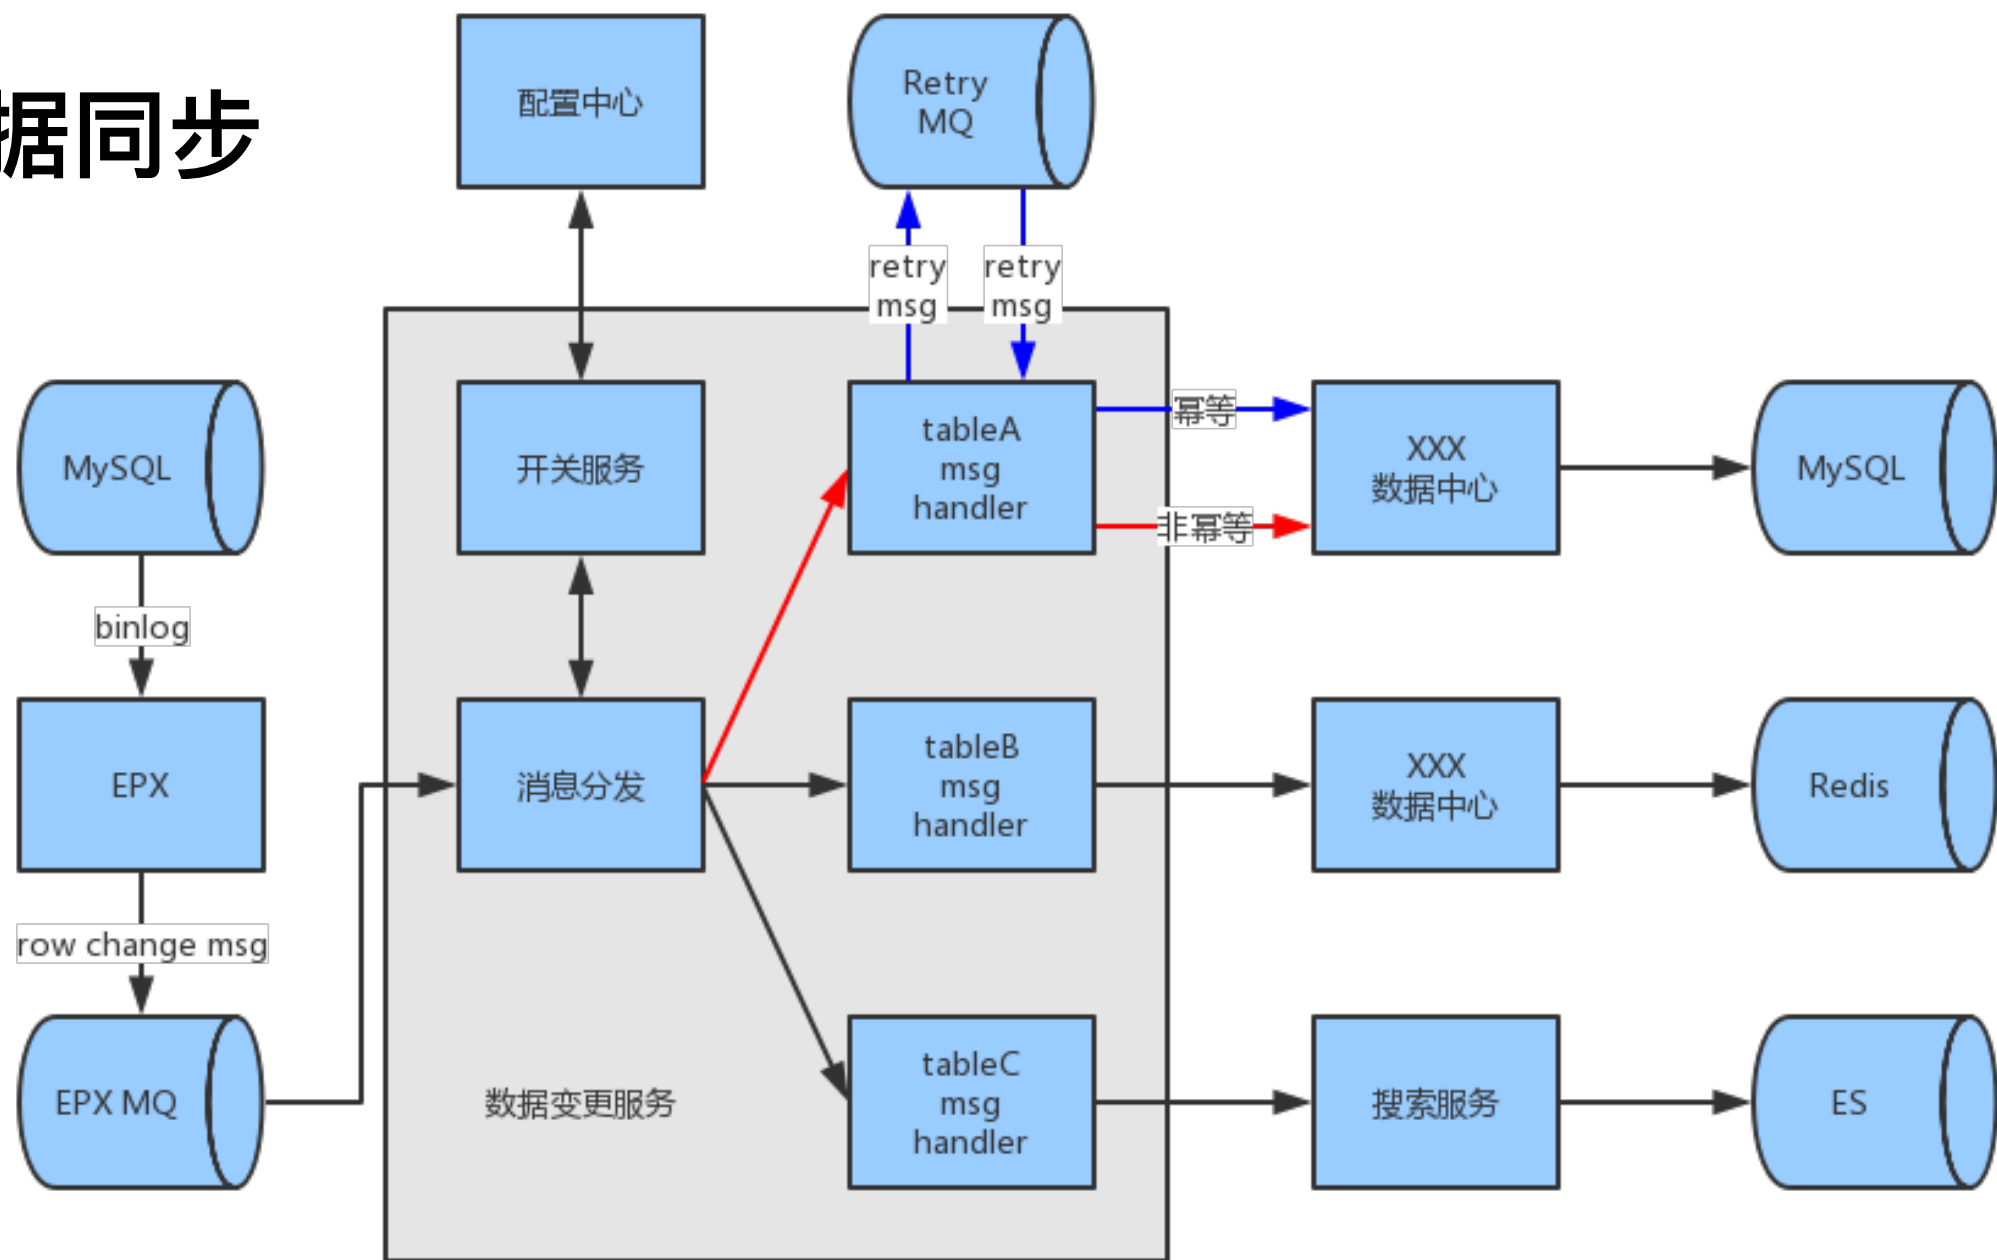 据同步
配置中心
Retry
MQ
retry
msg
retry
msg
MySQL
开关服务
tableA
msg
handler
幂等
非幂等
XXX
数据中心
MySQL
binlog
EPX
消息分发
tableB
msg
handler
XXX
数据中心
Redis
row change msg
EPX MQ
数据变更服务
tableC
msg
handler
搜索服务
ES